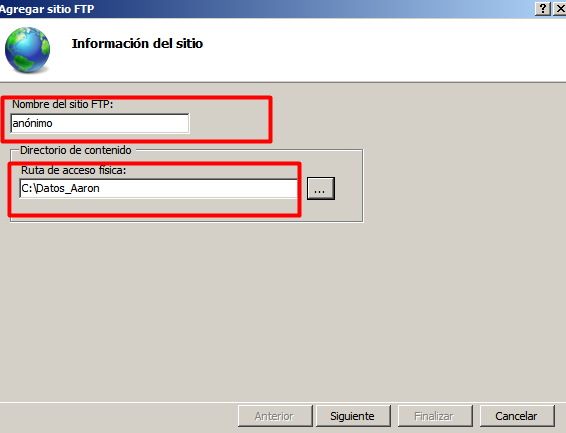 Agregar sitio FTP
Información del sitio
Nombre del sitio FTP:
anónimo
Directorio de contenido
Ruta de acceso física:
C:\Datos_Aaron
...
Anterior Siguiente Finalizar Cancelar